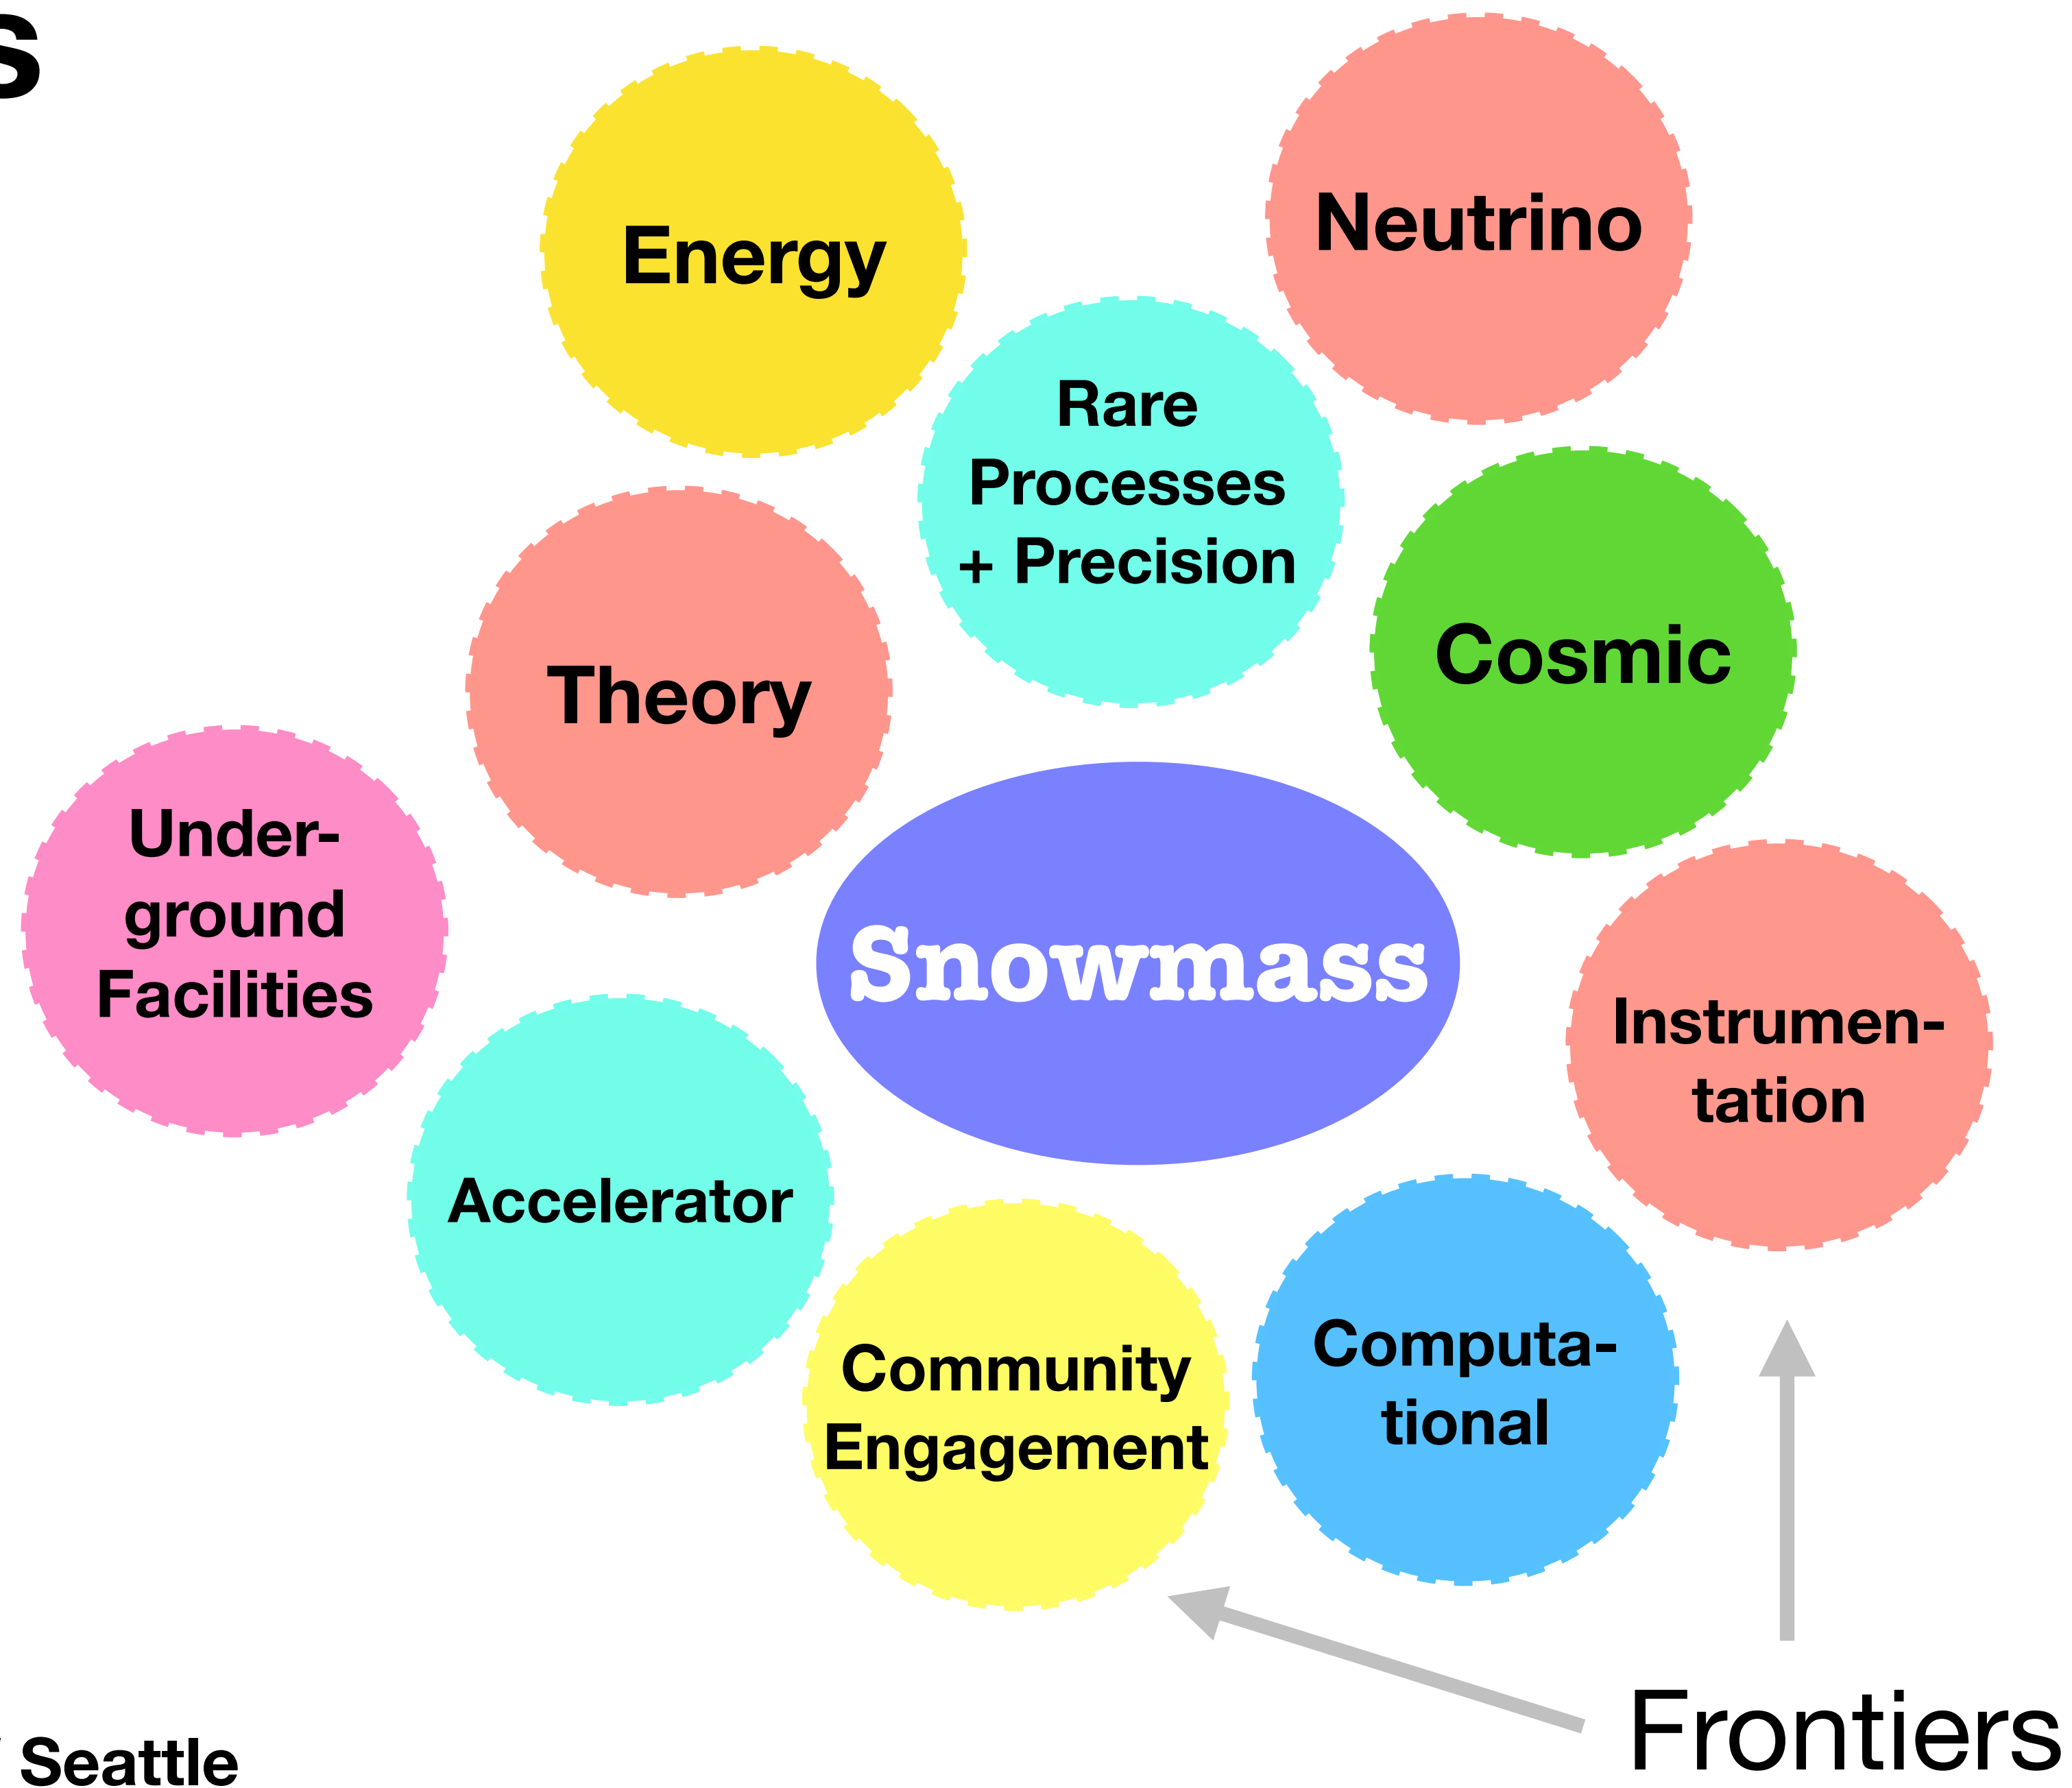 s
Energy
Neutrino
Rare
Processes
+ Precision
Theory
Cosmic
Under-
ground
Facilities
Snowmass
Instrumen-
tation
Accelerator
Community
Engagement
Computa-
tional
Frontiers
Seattle